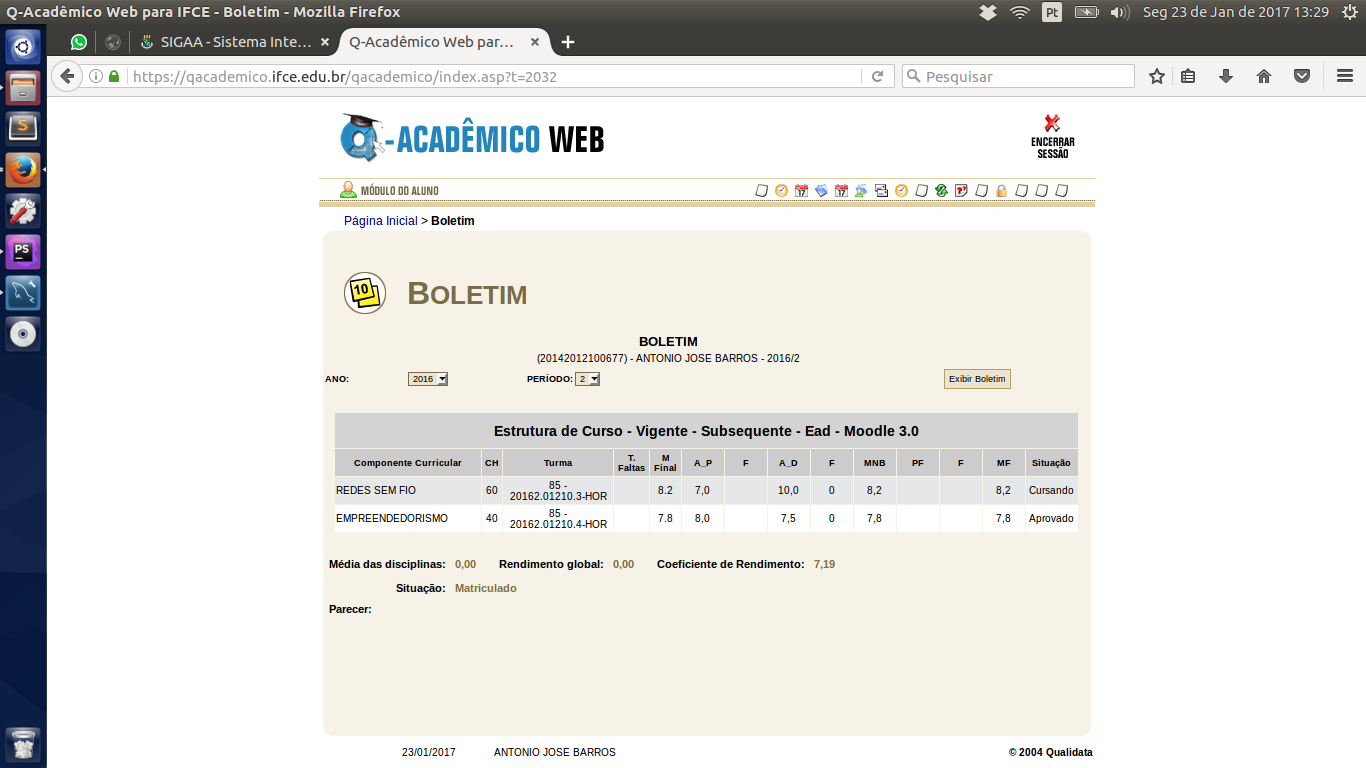 Q-Acadêmico Web para IFCE - Boletim - Mozilla Firefox
Pt
Seg 23 de Jan de 2017 13:29
SIGAA - Sistema Inte...
Q-Acadêmico Web par...
https://qacademico.ifce.edu.br/qacademico/index.asp?t=2032
Pesquisar
Q-ACADÊMICO WEB
ENCERRAR
SESSÃO
MÓDULO DO ALUNO
Página Inicial > Boletim
10
BOLETIM
BOLETIM
(20142012100677) - ANTONIO JOSE BARROS - 2016/2
ANO: 2016 PERÍODO: 2 Exibir Boletim
Estrutura de Curso - Vigente - Subsequente - Ead - Moodle 3.0
Componente Curricular CH Turma T. Faltas M Final A_P F A_D F MNB PF F MF Situação
REDES SEM FIO 60 85 - 20162.01210.3-HOR 8.2 7,0 10,0 0 8,2 8,2 Cursando
EMPREENDEDORISMO 40 85 - 20162.01210.4-HOR 7.8 8,0 7,5 0 7,8 7,8 Aprovado
Média das disciplinas: 0,00 Rendimento global: 0,00 Coeficiente de Rendimento: 7,19
Situação: Matriculado
Parecer:
23/01/2017 ANTONIO JOSE BARROS © 2004 Qualidata
S
PS